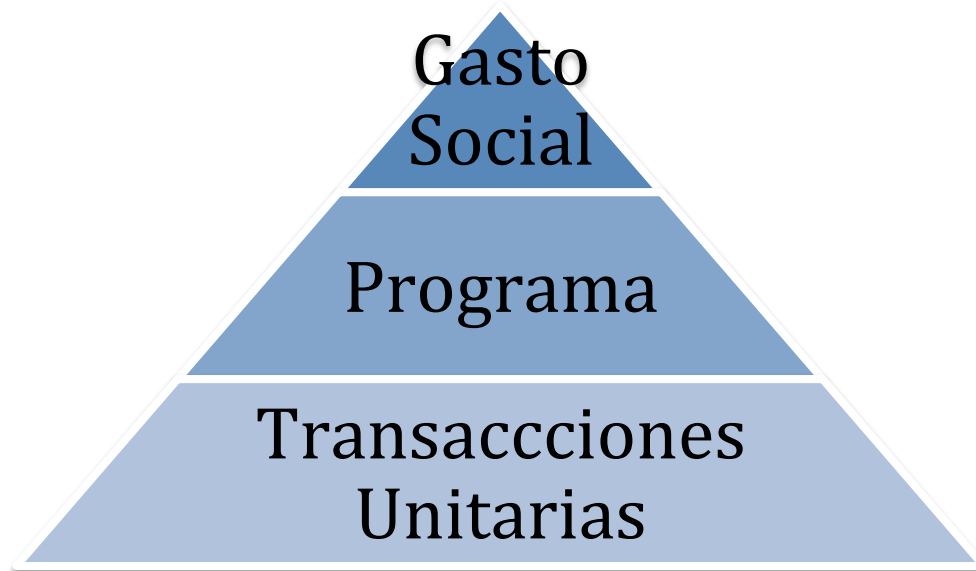 Gasto
Social
Programa
Transaccciones
Unitarias